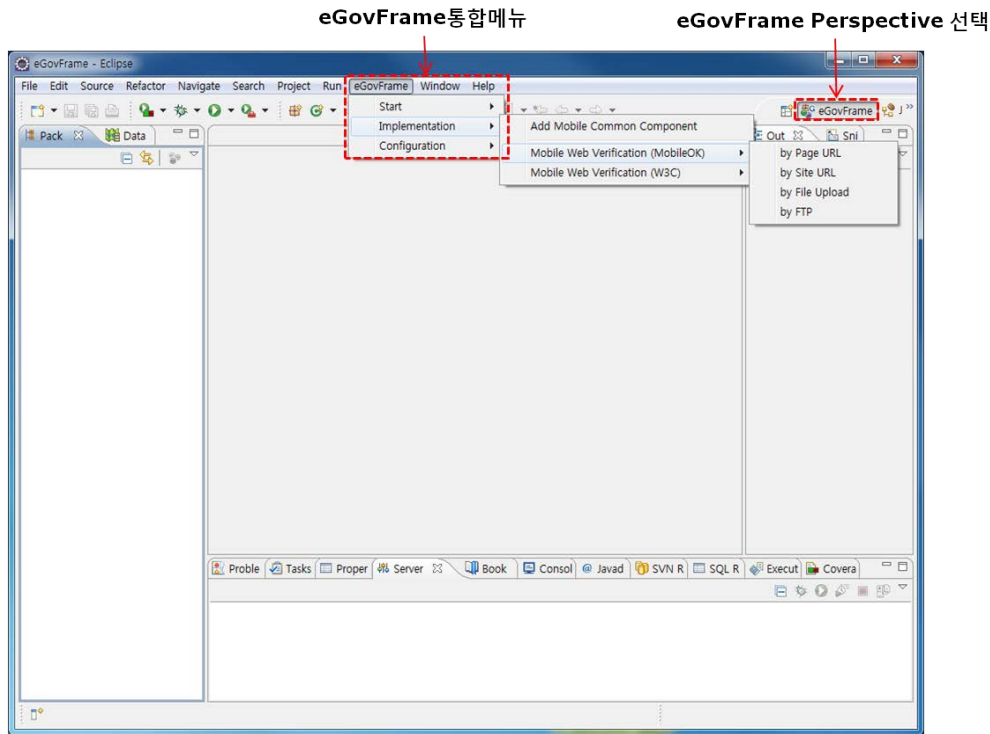 eGovFrame통합메뉴
eGovFrame Perspective 선택
eGovFrame - Eclipse
File Edit Source Refactor Navigate Search Project Run eGovFrame Window Help
Start
Implementation
Configuration
Add Mobile Common Component
Mobile Web Verification (MobileOK)
Mobile Web Verification (W3C)
by Page URL
by Site URL
by File Upload
by FTP
eGovFrame J
Pack Data
Out Sni
Proble Tasks Proper Server Book Consol Javad SVN R SQL R Execut Covera